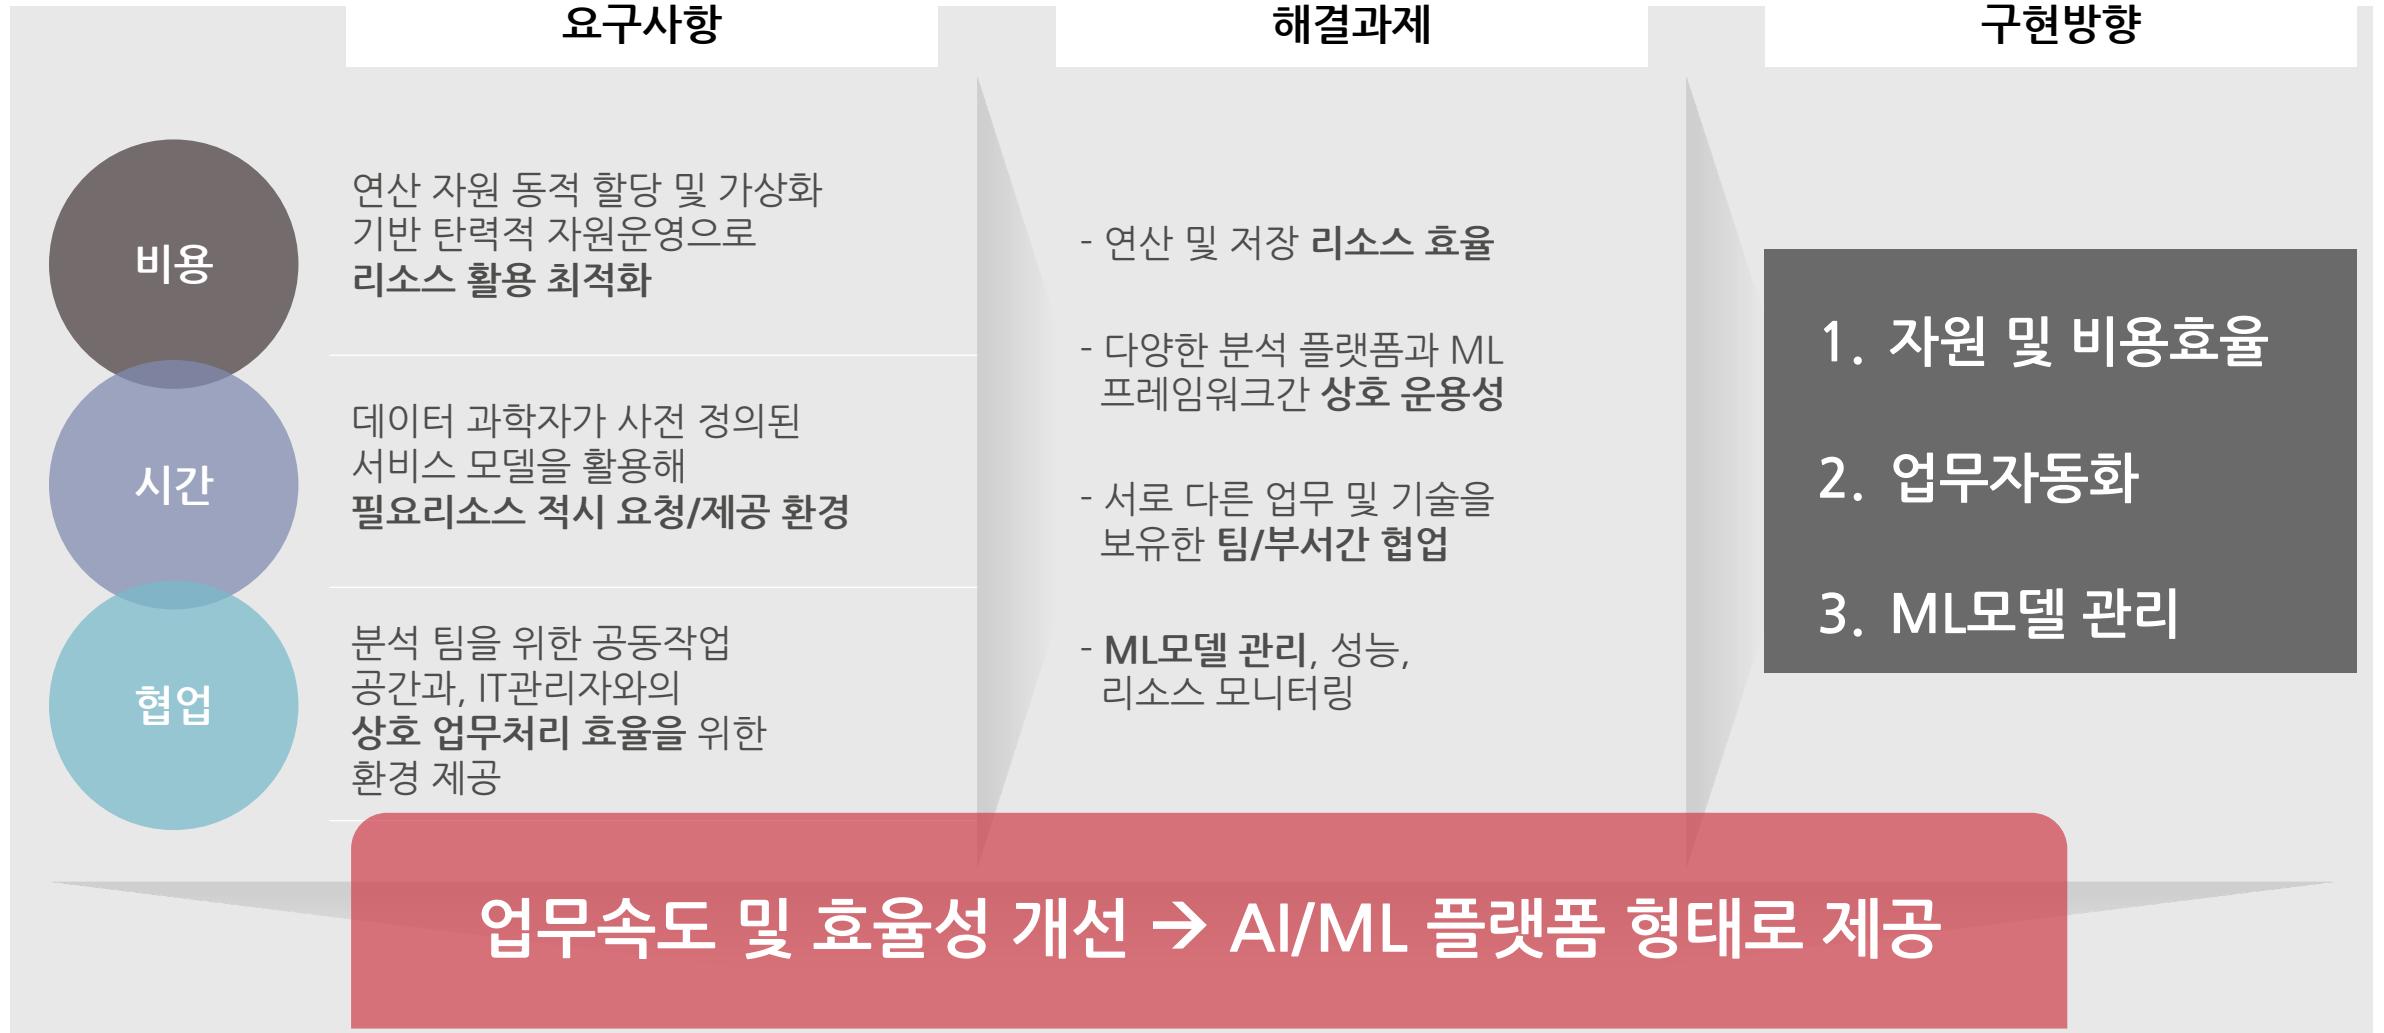 요구사항
해결과제
구현방향
비용
연산 자원 동적 할당 및 가상화
기반 탄력적 자원운영으로
리소스 활용 최적화
시간
데이터 과학자가 사전 정의된
서비스 모델을 활용해
필요리소스 적시 요청/제공 환경
협업
분석 팀을 위한 공동작업
공간과, IT관리자와의
상호 업무처리 효율을 위한
환경 제공
- 연산 및 저장 리소스 효율
- 다양한 분석 플랫폼과 ML
프레임워크간 상호 운용성
- 서로 다른 업무 및 기술을
보유한 팀/부서간 협업
- ML모델 관리, 성능,
리소스 모니터링
1. 자원 및 비용효율
2. 업무자동화
3. ML모델 관리
업무속도 및 효율성 개선 → AI/ML 플랫폼 형태로 제공